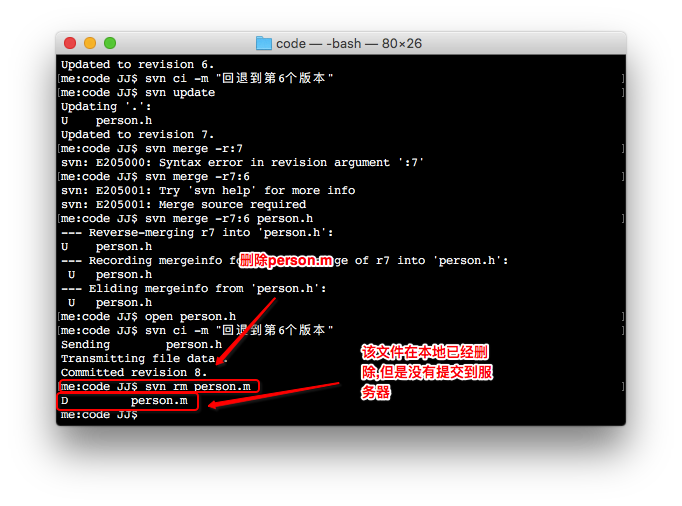 code — -bash — 80×26
Updated to revision 6.
[me:code JJ$ svn ci -m "回退到第6个版本" ]
[me:code JJ$ svn update ]
Updating '.':
U    person.h
Updated to revision 7.
[me:code JJ$ svn merge -r:7 ]
svn: E205000: Syntax error in revision argument ':7'
[me:code JJ$ svn merge -r7:6 ]
svn: E205001: Try 'svn help' for more info
svn: E205001: Merge source required
[me:code JJ$ svn merge -r7:6 person.h ]
--- Reverse-merging r7 into 'person.h':
U    person.h
--- Recording mergeinfo ge of r7 into 'person.h':
删除person.m
 U   person.h
--- Eliding mergeinfo from 'person.h':
 U   person.h
[me:code JJ$ open person.h ]
[me:code JJ$ svn ci -m "回退到第6个版本" ]
Sending        person.h
Transmitting file data
Committed revision 8.
[me:code JJ$ svn rm person.m ]
D         person.m
me:code JJ$
该文件在本地已经删
除,但是没有提交到服
务器